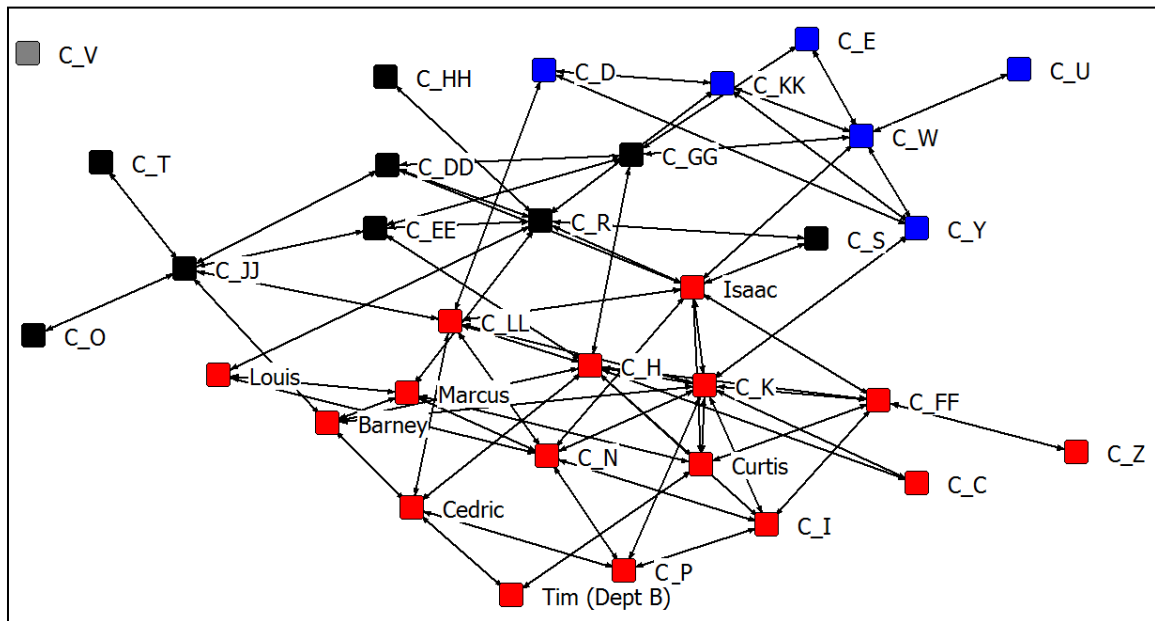 C_E
C_V
C_D
C_U
C_HH
C_KK
C_W
C_GG
C_T
C_DD
C_R
C_EE
C_Y
C_S
C_JJ
Isaac
C_LL
C_O
C_H
Louis
C_K
Marcus
C_FF
Barney
C_Z
C_N
Curtis
C_C
Cedric
C_I
C_P
Tim (Dept B)